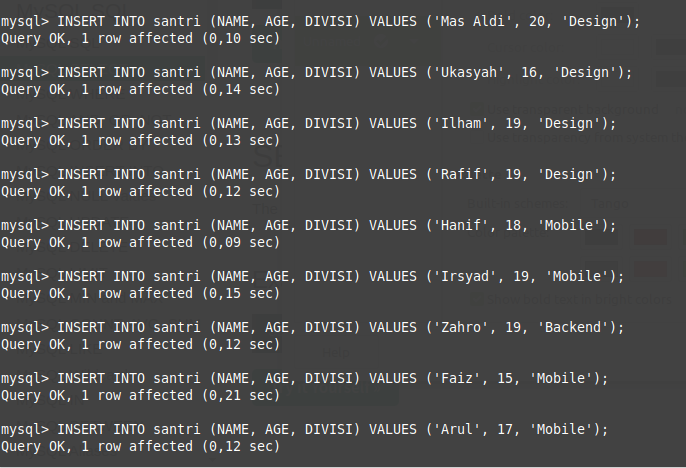 mysql> INSERT INTO santri (NAME, AGE, DIVISI) VALUES ('Mas Aldi', 20, 'Design');
Query OK, 1 row affected (0,10 sec)
mysql> INSERT INTO santri (NAME, AGE, DIVISI) VALUES ('Ukasyah', 16, 'Design');
Query OK, 1 row affected (0,14 sec)
mysql> INSERT INTO santri (NAME, AGE, DIVISI) VALUES ('Ilham', 19, 'Design');
Query OK, 1 row affected (0,13 sec)
mysql> INSERT INTO santri (NAME, AGE, DIVISI) VALUES ('Rafif', 19, 'Design');
Query OK, 1 row affected (0,12 sec)
mysql> INSERT INTO santri (NAME, AGE, DIVISI) VALUES ('Hanif', 18, 'Mobile');
Query OK, 1 row affected (0,09 sec)
mysql> INSERT INTO santri (NAME, AGE, DIVISI) VALUES ('Irsyad', 19, 'Mobile');
Query OK, 1 row affected (0,15 sec)
mysql> INSERT INTO santri (NAME, AGE, DIVISI) VALUES ('Zahro', 19, 'Backend');
Query OK, 1 row affected (0,12 sec)
mysql> INSERT INTO santri (NAME, AGE, DIVISI) VALUES ('Faiz', 15, 'Mobile');
Query OK, 1 row affected (0,21 sec)
mysql> INSERT INTO santri (NAME, AGE, DIVISI) VALUES ('Arul', 17, 'Mobile');
Query OK, 1 row affected (0,12 sec)